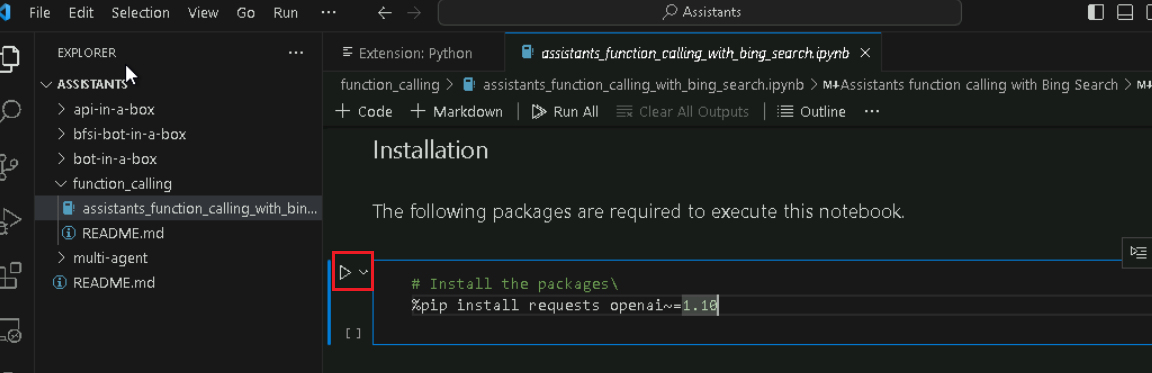 File Edit Selection View Go Run ··· Assistants
EXPLORER ···
ASSISTANTS
api-in-a-box
bfsi-bot-in-a-box
bot-in-a-box
function_calling
assistants_function_calling_with_bin...
README.md
multi-agent
README.md
Extension: Python
assistants_function_calling_with_bing_search.ipynb
function_calling > assistants_function_calling_with_bing_search.ipynb > M↓Assistants function calling with Bing Search > M↓
+ Code + Markdown | Run All Clear All Outputs | Outline ···
Installation
The following packages are required to execute this notebook.
# Install the packages\
%pip install requests openai~=1.10
[ ]